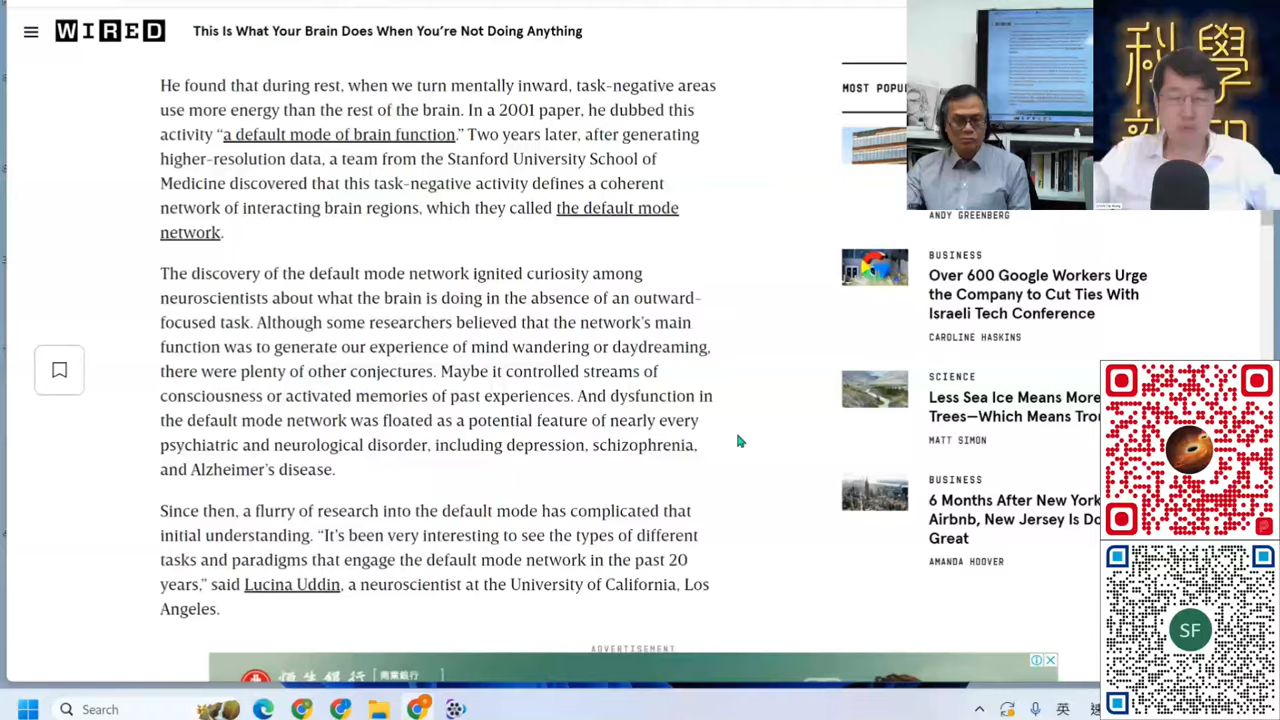 WIRED
This Is What Your Brain Does When You're Not Doing Anything
He found that during rest, when we turn mentally inward, task-negative areas
use more energy than the rest of the brain. In a 2001 paper, he dubbed this
activity “a default mode of brain function.” Two years later, after generating
higher-resolution data, a team from the Stanford University School of
Medicine discovered that this task-negative activity defines a coherent
network of interacting brain regions, which they called the default mode
network.
The discovery of the default mode network ignited curiosity among
neuroscientists about what the brain is doing in the absence of an outward-
focused task. Although some researchers believed that the network's main
function was to generate our experience of mind wandering or daydreaming,
there were plenty of other conjectures. Maybe it controlled streams of
consciousness or activated memories of past experiences. And dysfunction in
the default mode network was floated as a potential feature of nearly every
psychiatric and neurological disorder, including depression, schizophrenia,
and Alzheimer's disease.
Since then, a flurry of research into the default mode has complicated that
initial understanding. “It's been very interesting to see the types of different
tasks and paradigms that engage the default mode network in the past 20
years,” said Lucina Uddin, a neuroscientist at the University of California, Los
Angeles.
ADVERTISEMENT
MOST POPU
ANDY GREENBERG
BUSINESS
Over 600 Google Workers Urge
the Company to Cut Ties With
Israeli Tech Conference
CAROLINE HASKINS
SCIENCE
Less Sea Ice Means More
Trees—Which Means Tro
MATT SIMON
BUSINESS
6 Months After New York
Airbnb, New Jersey Is Do
Great
AMANDA HOOVER
科學
SF
Search
英